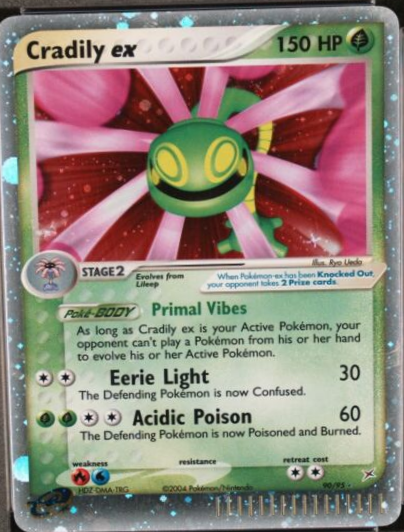 Cradily ex 150 HP
Illus. Ryo Ueda
STAGE 2 Evolves from Lileep
When Pokémon-ex has been Knocked Out,
your opponent takes 2 Prize cards.
Poké-BODY Primal Vibes
As long as Cradily ex is your Active Pokémon, your
opponent can't play a Pokémon from his or her hand
to evolve his or her Active Pokémon.
Eerie Light 30
The Defending Pokémon is now Confused.
Acidic Poison 60
The Defending Pokémon is now Poisoned and Burned.
weakness resistance retreat cost
HDZ-DMA-TRG ©2004 Pokémon/Nintendo 90/95